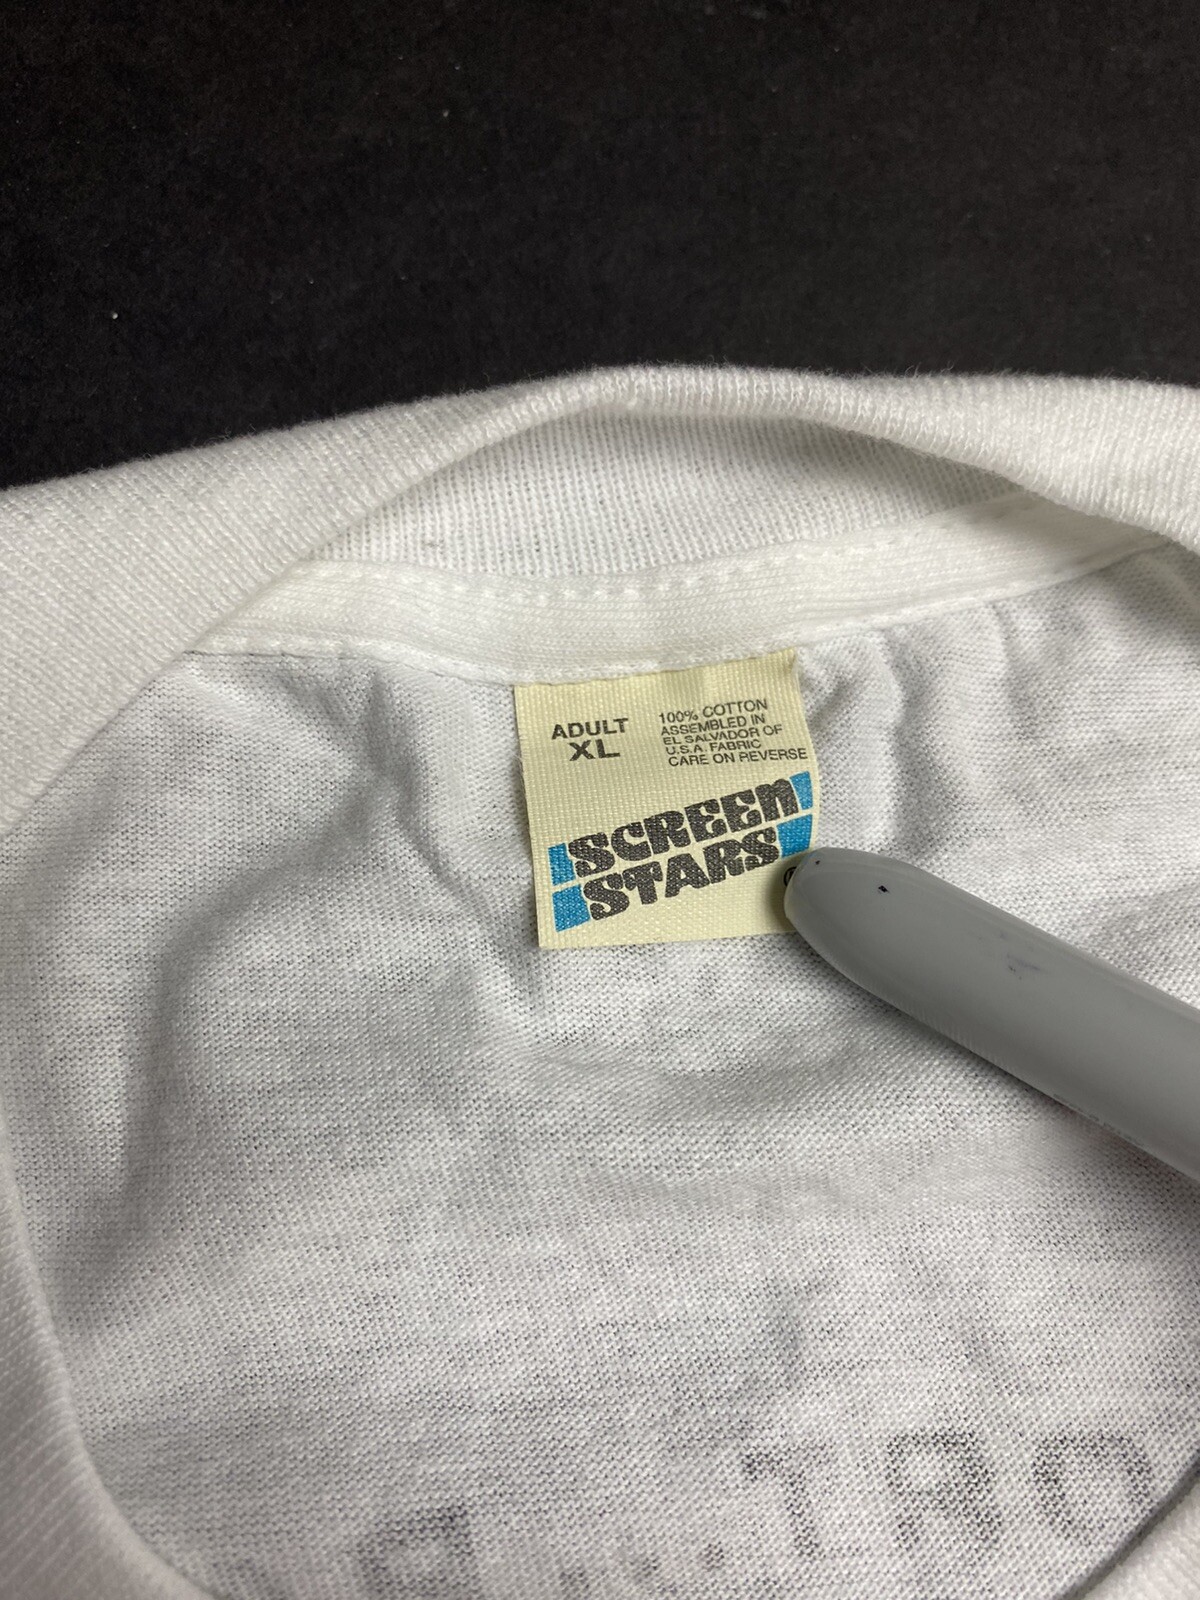 ADULT
XL
100% COTTON
ASSEMBLED IN
EL SALVADOR OF
U.S.A. FABRIC
CARE ON REVERSE
SCREEN
STARS